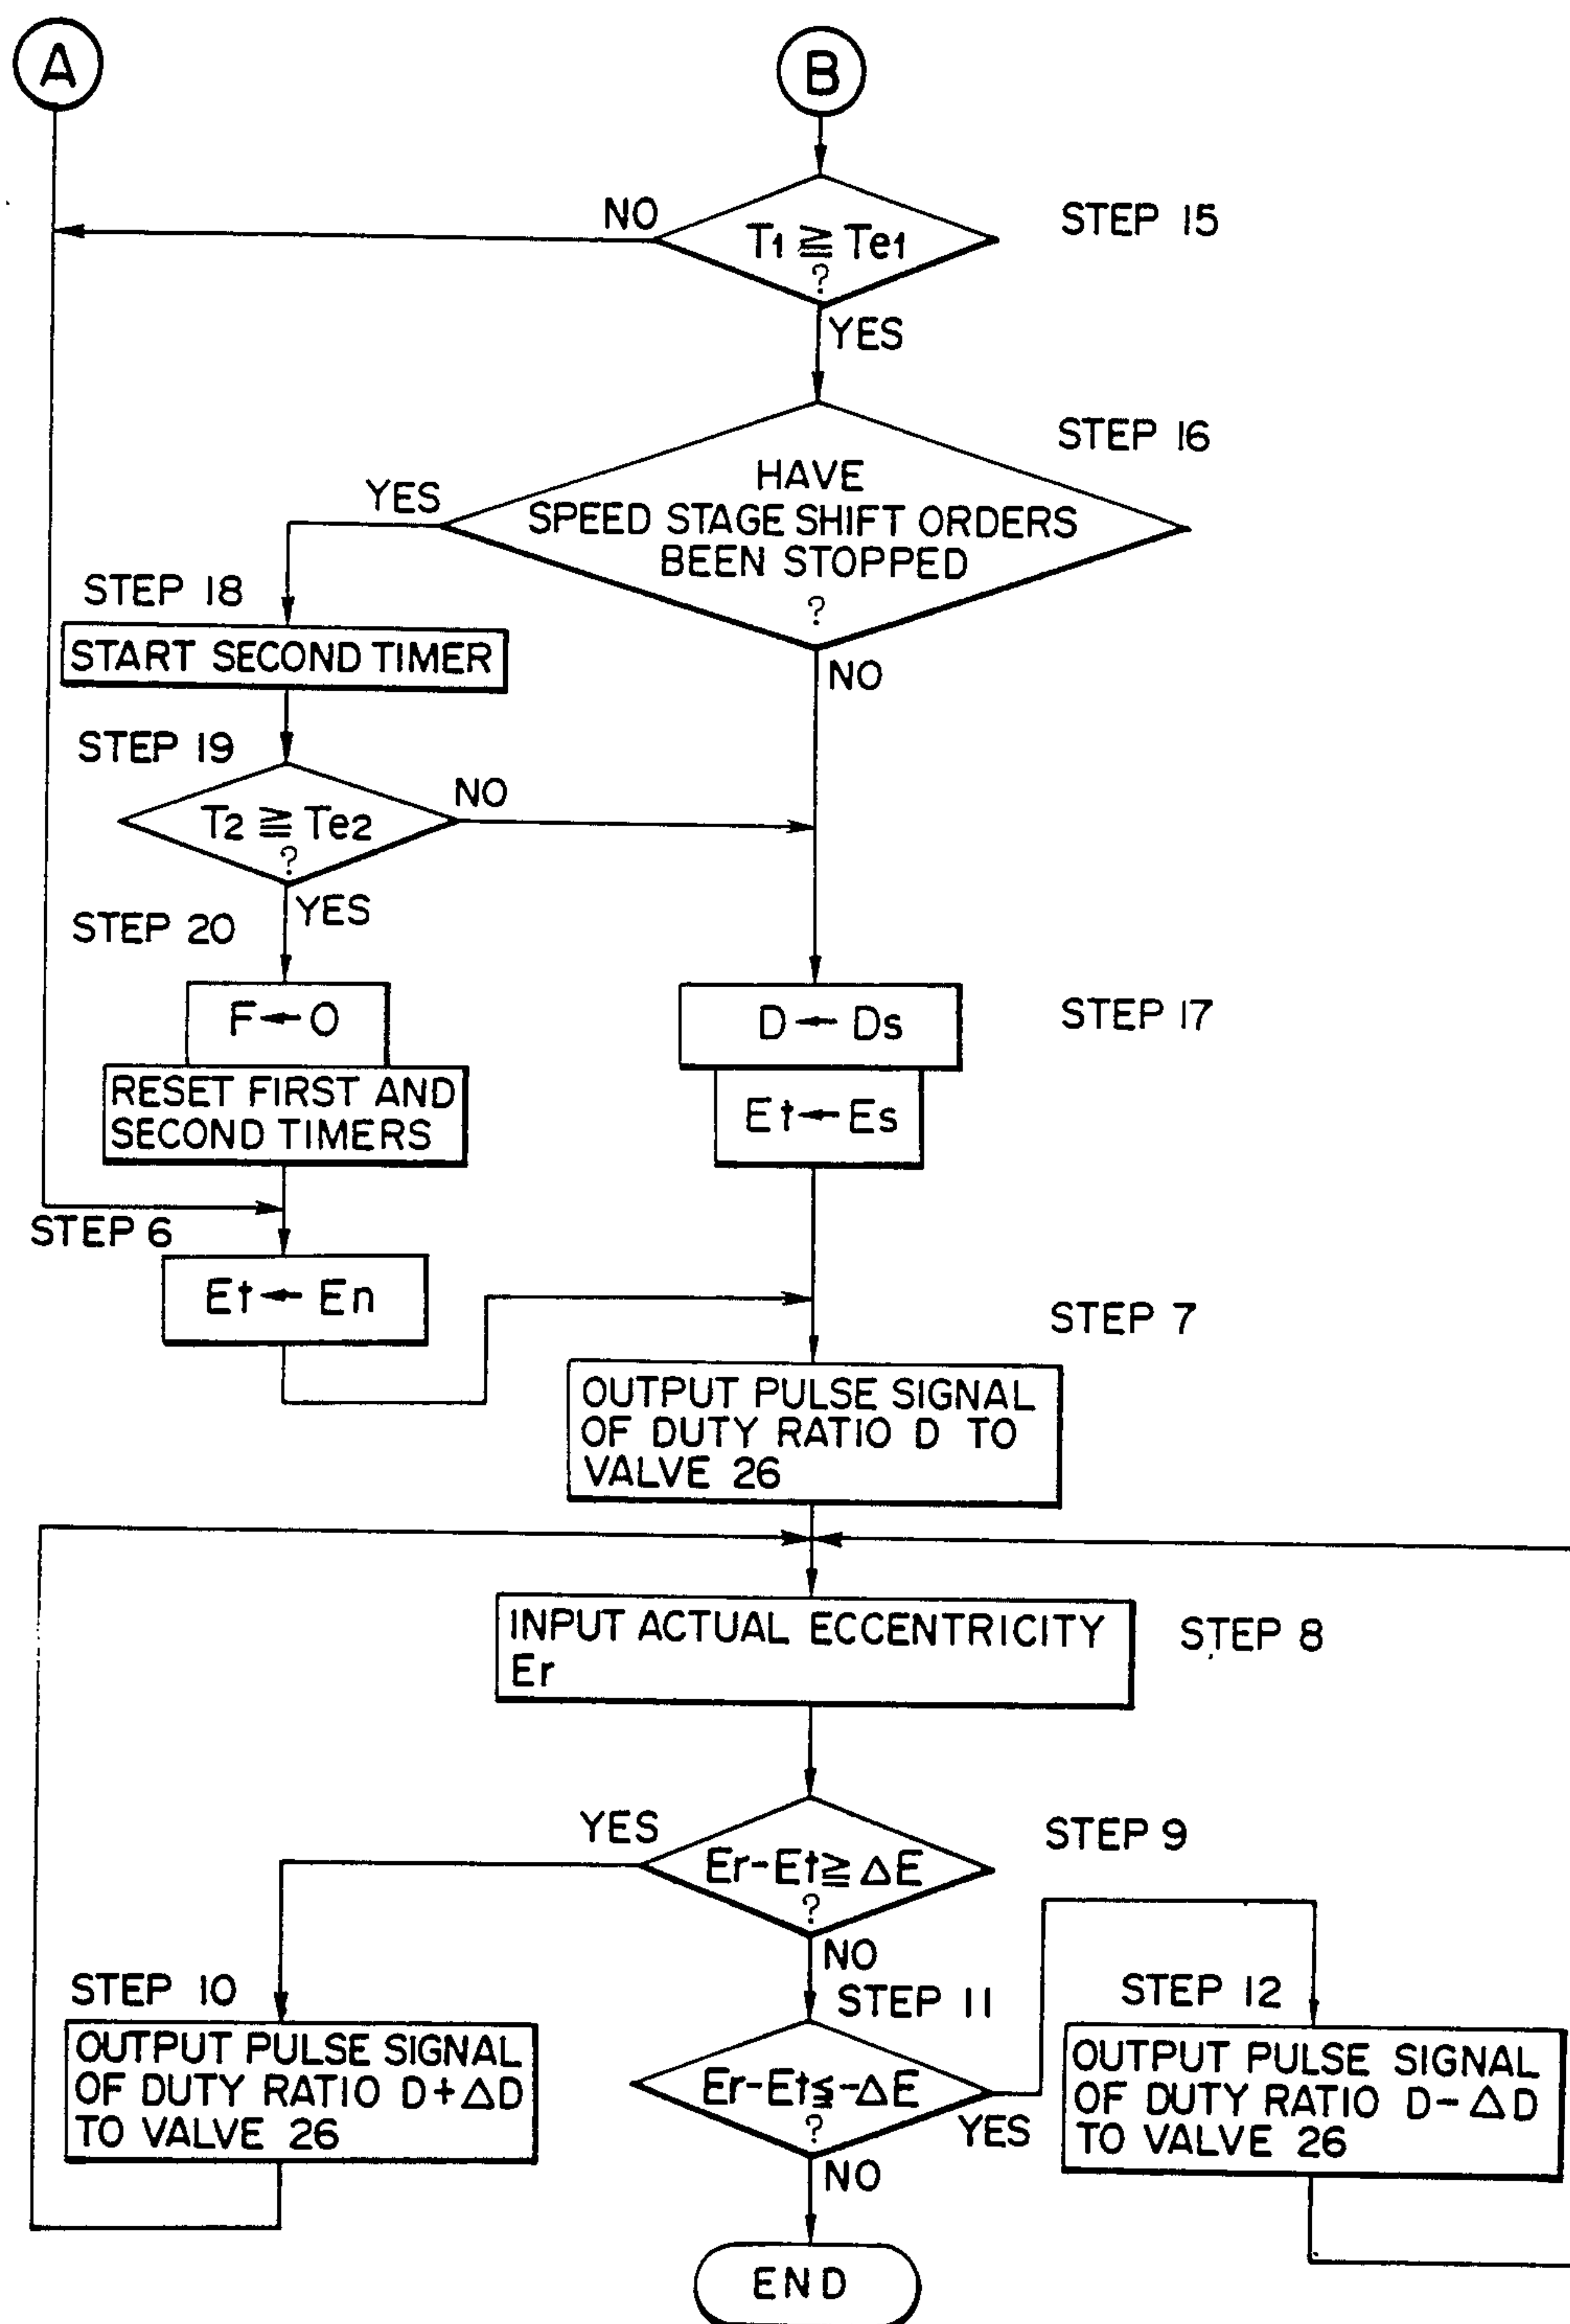 A
B
NO
T1 ≧ Te1
?
STEP 15
YES
STEP 16
YES
HAVE
SPEED STAGE SHIFT ORDERS
BEEN STOPPED
?
NO
STEP 18
START SECOND TIMER
STEP 19
T2 ≧ Te2
?
NO
YES
STEP 20
F←O
RESET FIRST AND
SECOND TIMERS
D ← Ds
Et←Es
STEP 17
STEP 6
Et← En
STEP 7
OUTPUT PULSE SIGNAL
OF DUTY RATIO D TO
VALVE 26
INPUT ACTUAL ECCENTRICITY
Er
STEP 8
YES
Er-Et≧ΔE
?
STEP 9
NO
STEP 10
OUTPUT PULSE SIGNAL
OF DUTY RATIO D+ΔD
TO VALVE 26
STEP 11
Er-Et≦-ΔE
?
YES
NO
STEP 12
OUTPUT PULSE SIGNAL
OF DUTY RATIO D-ΔD
TO VALVE 26
END